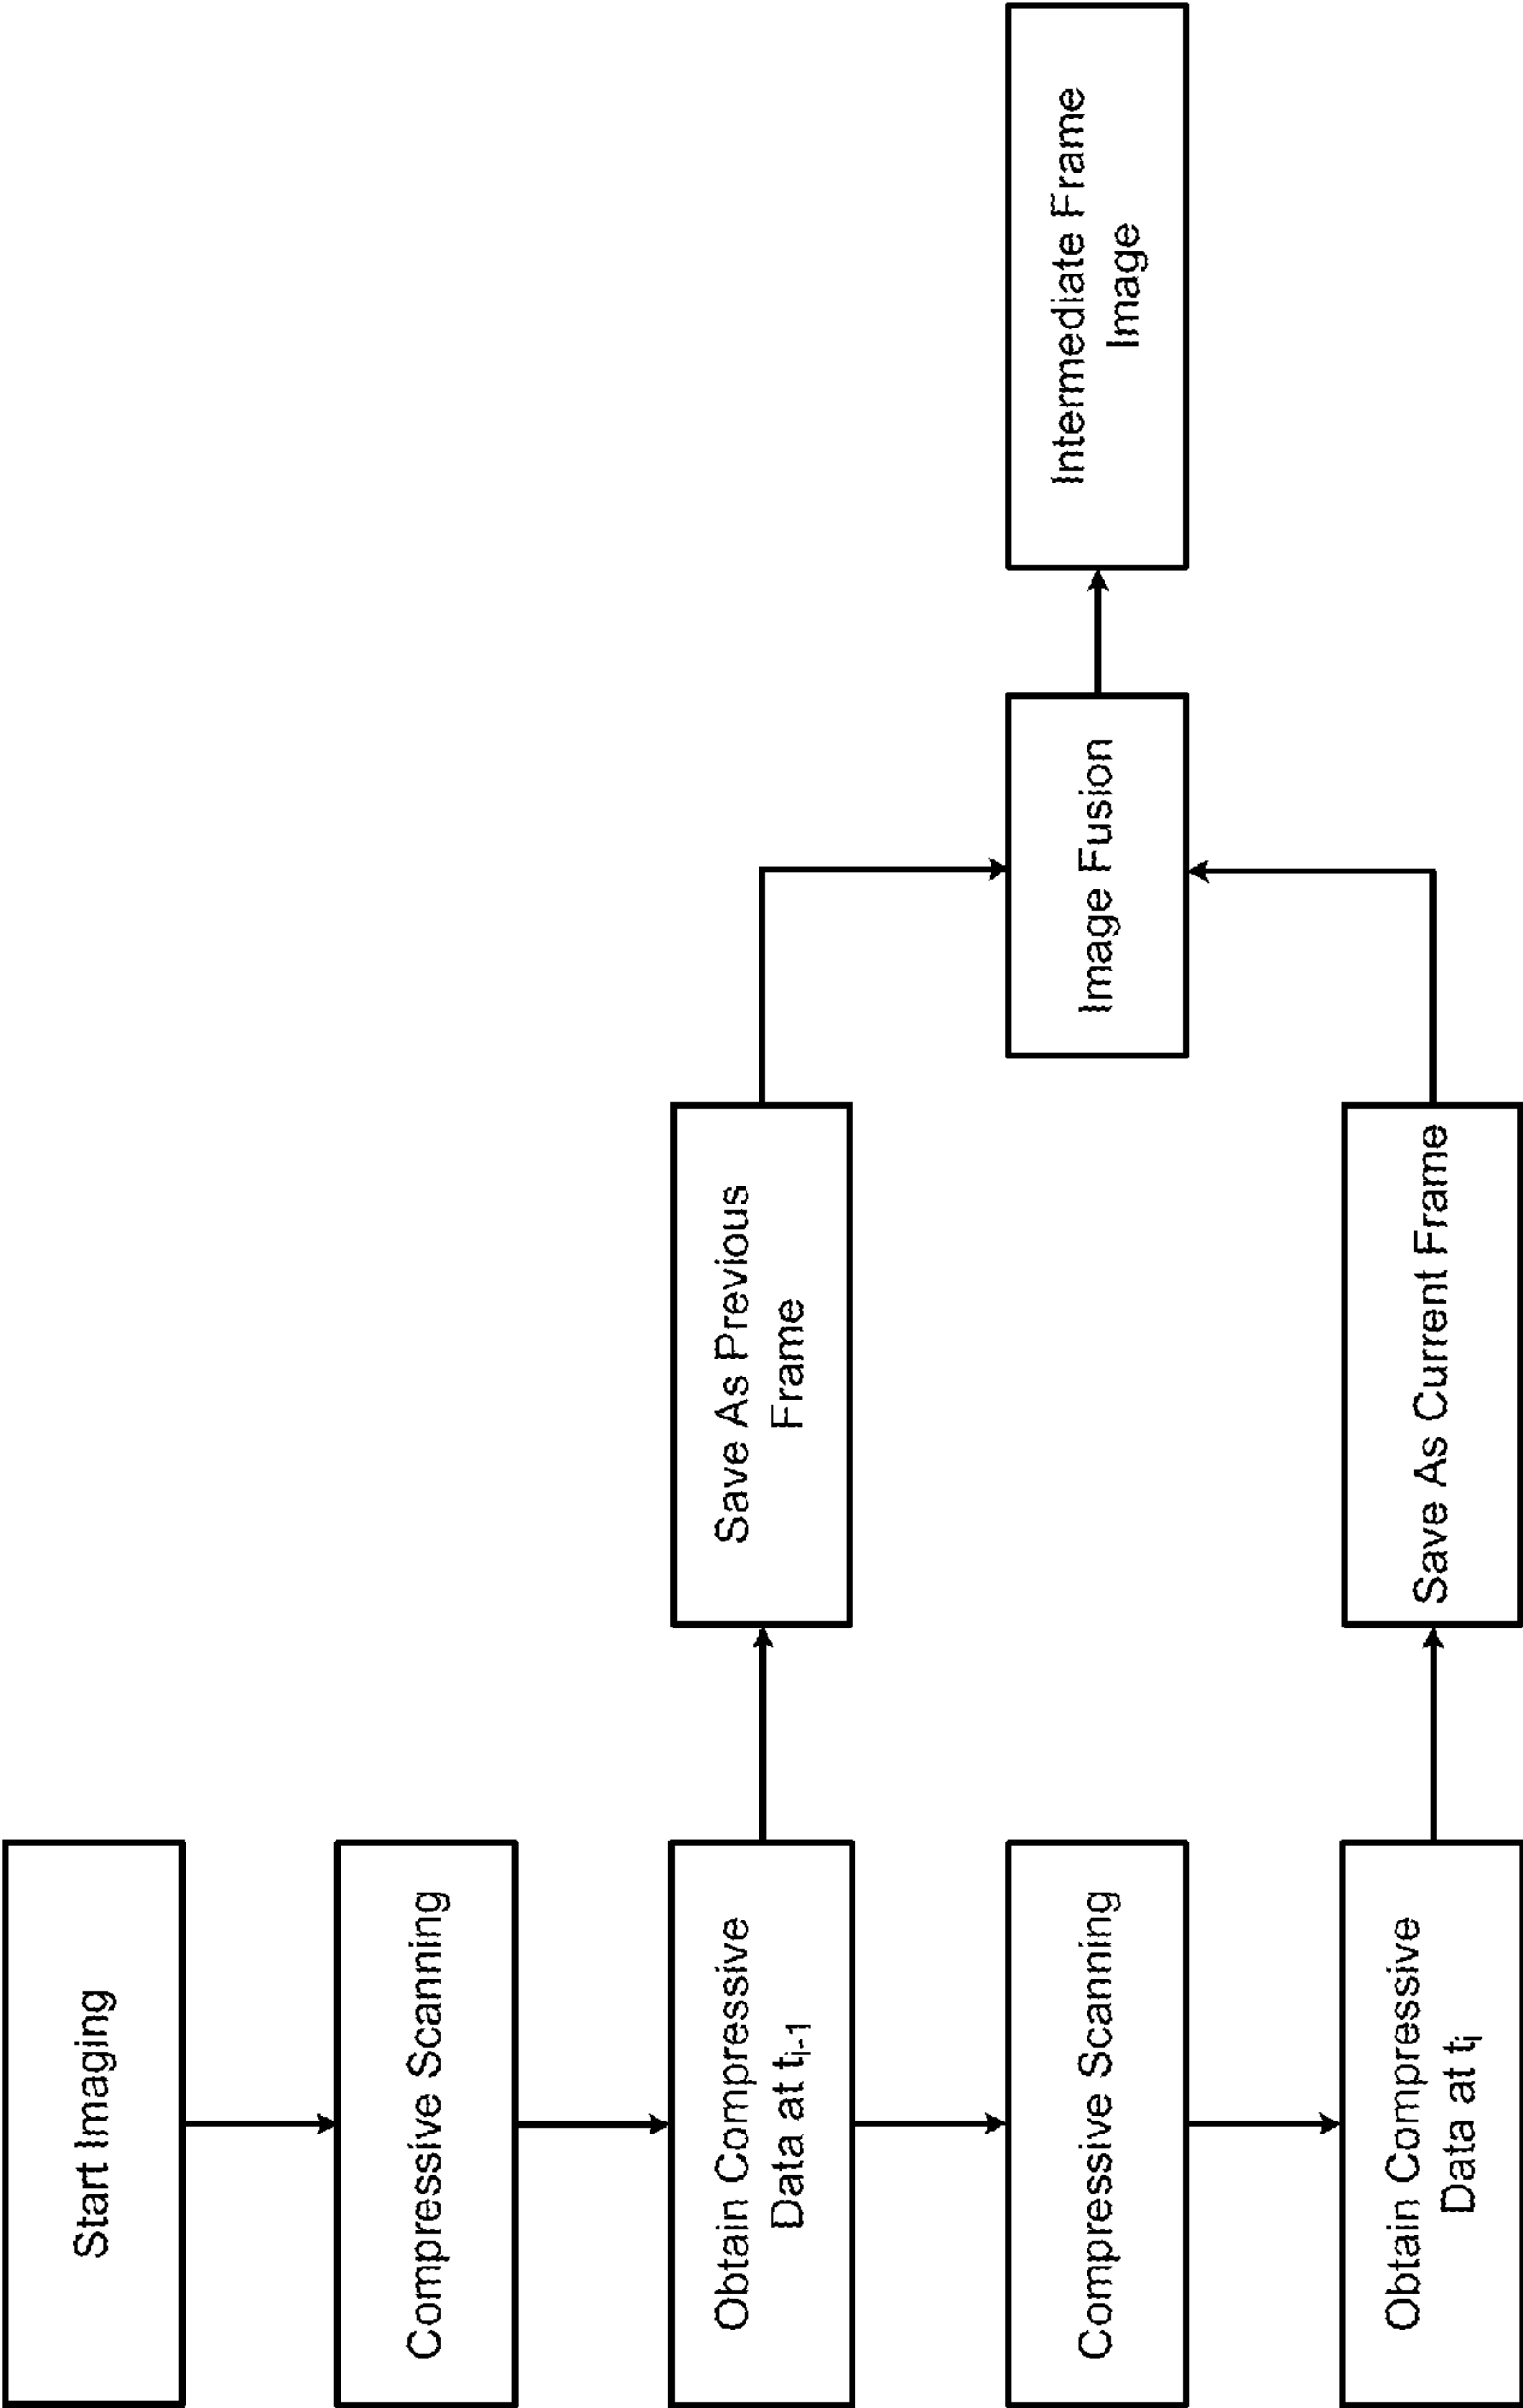 Start Imaging
Compressive Scanning
Obtain Compressive
Data at tᵢ₋₁
Save As Previous
Frame
Compressive Scanning
Image Fusion
Intermediate Frame
Image
Obtain Compressive
Data at tᵢ
Save As Current Frame